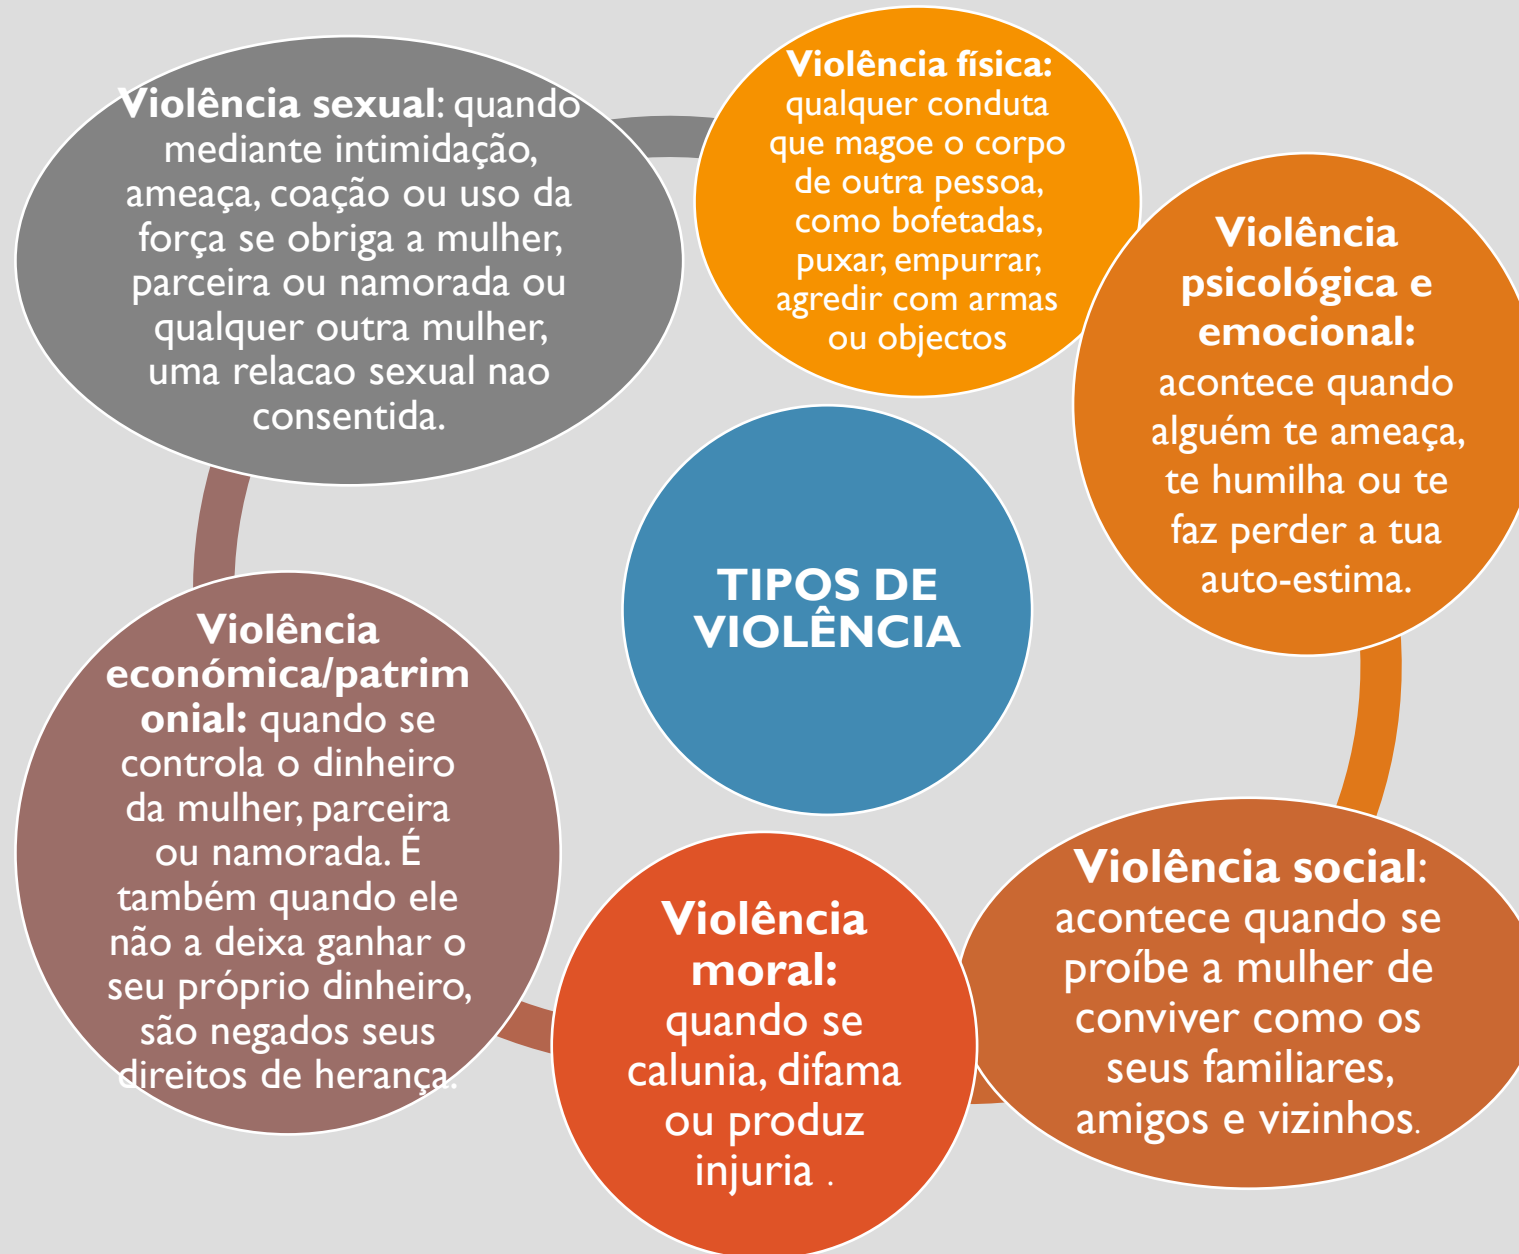 Violência sexual: quando
mediante intimidação,
ameaça, coação ou uso da
força se obriga a mulher,
parceira ou namorada ou
qualquer outra mulher,
uma relacao sexual nao
consentida.
Violência física:
qualquer conduta
que magoe o corpo
de outra pessoa,
como bofetadas,
puxar, empurrar,
agredir com armas
ou objectos
Violência
psicológica e
emocional:
acontece quando
alguém te ameaça,
te humilha ou te
faz perder a tua
auto-estima.
TIPOS DE
VIOLÊNCIA
Violência
económica/patrim
onial: quando se
controla o dinheiro
da mulher, parceira
ou namorada. É
também quando ele
não a deixa ganhar o
seu próprio dinheiro,
são negados seus
direitos de herança.
Violência
moral:
quando se
calunia, difama
ou produz
injuria .
Violência social:
acontece quando se
proíbe a mulher de
conviver como os
seus familiares,
amigos e vizinhos.